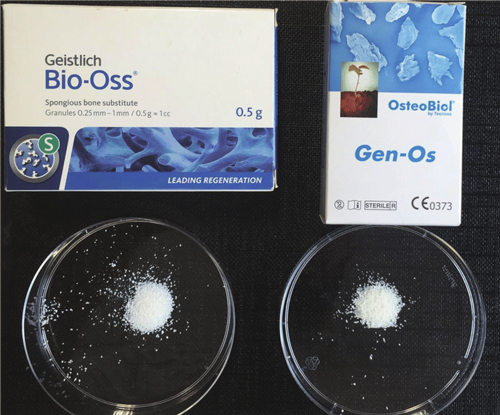 Geistlich
Bio-Oss®
Spongious bone substitute
Granules 0.25 mm – 1 mm / 0.5 g ≈ 1 cc
0.5 g
S
LEADING REGENERATION
OsteoBiol®
by Tecnoss
Gen-Os
STERILE R
CE 0373